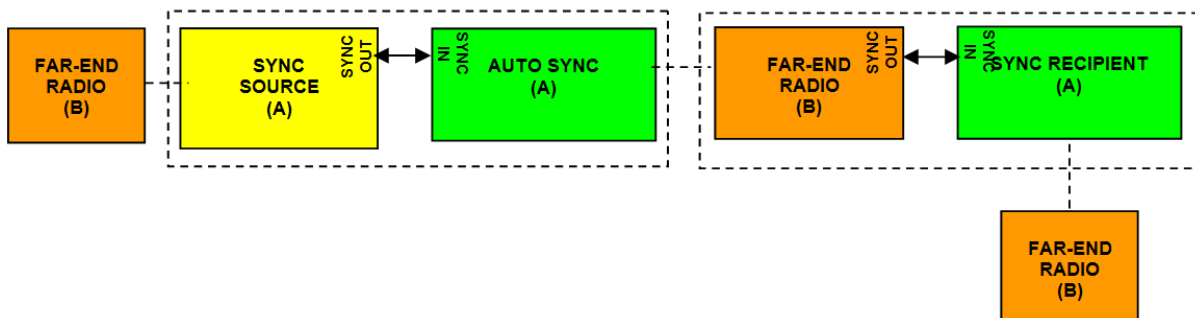 FAR-END
RADIO
(B)
SYNC
SOURCE
(A)
SYNC
OUT
SYNC
IN
AUTO SYNC
(A)
FAR-END
RADIO
(B)
SYNC
OUT
SYNC
IN
SYNC RECIPIENT
(A)
FAR-END
RADIO
(B)